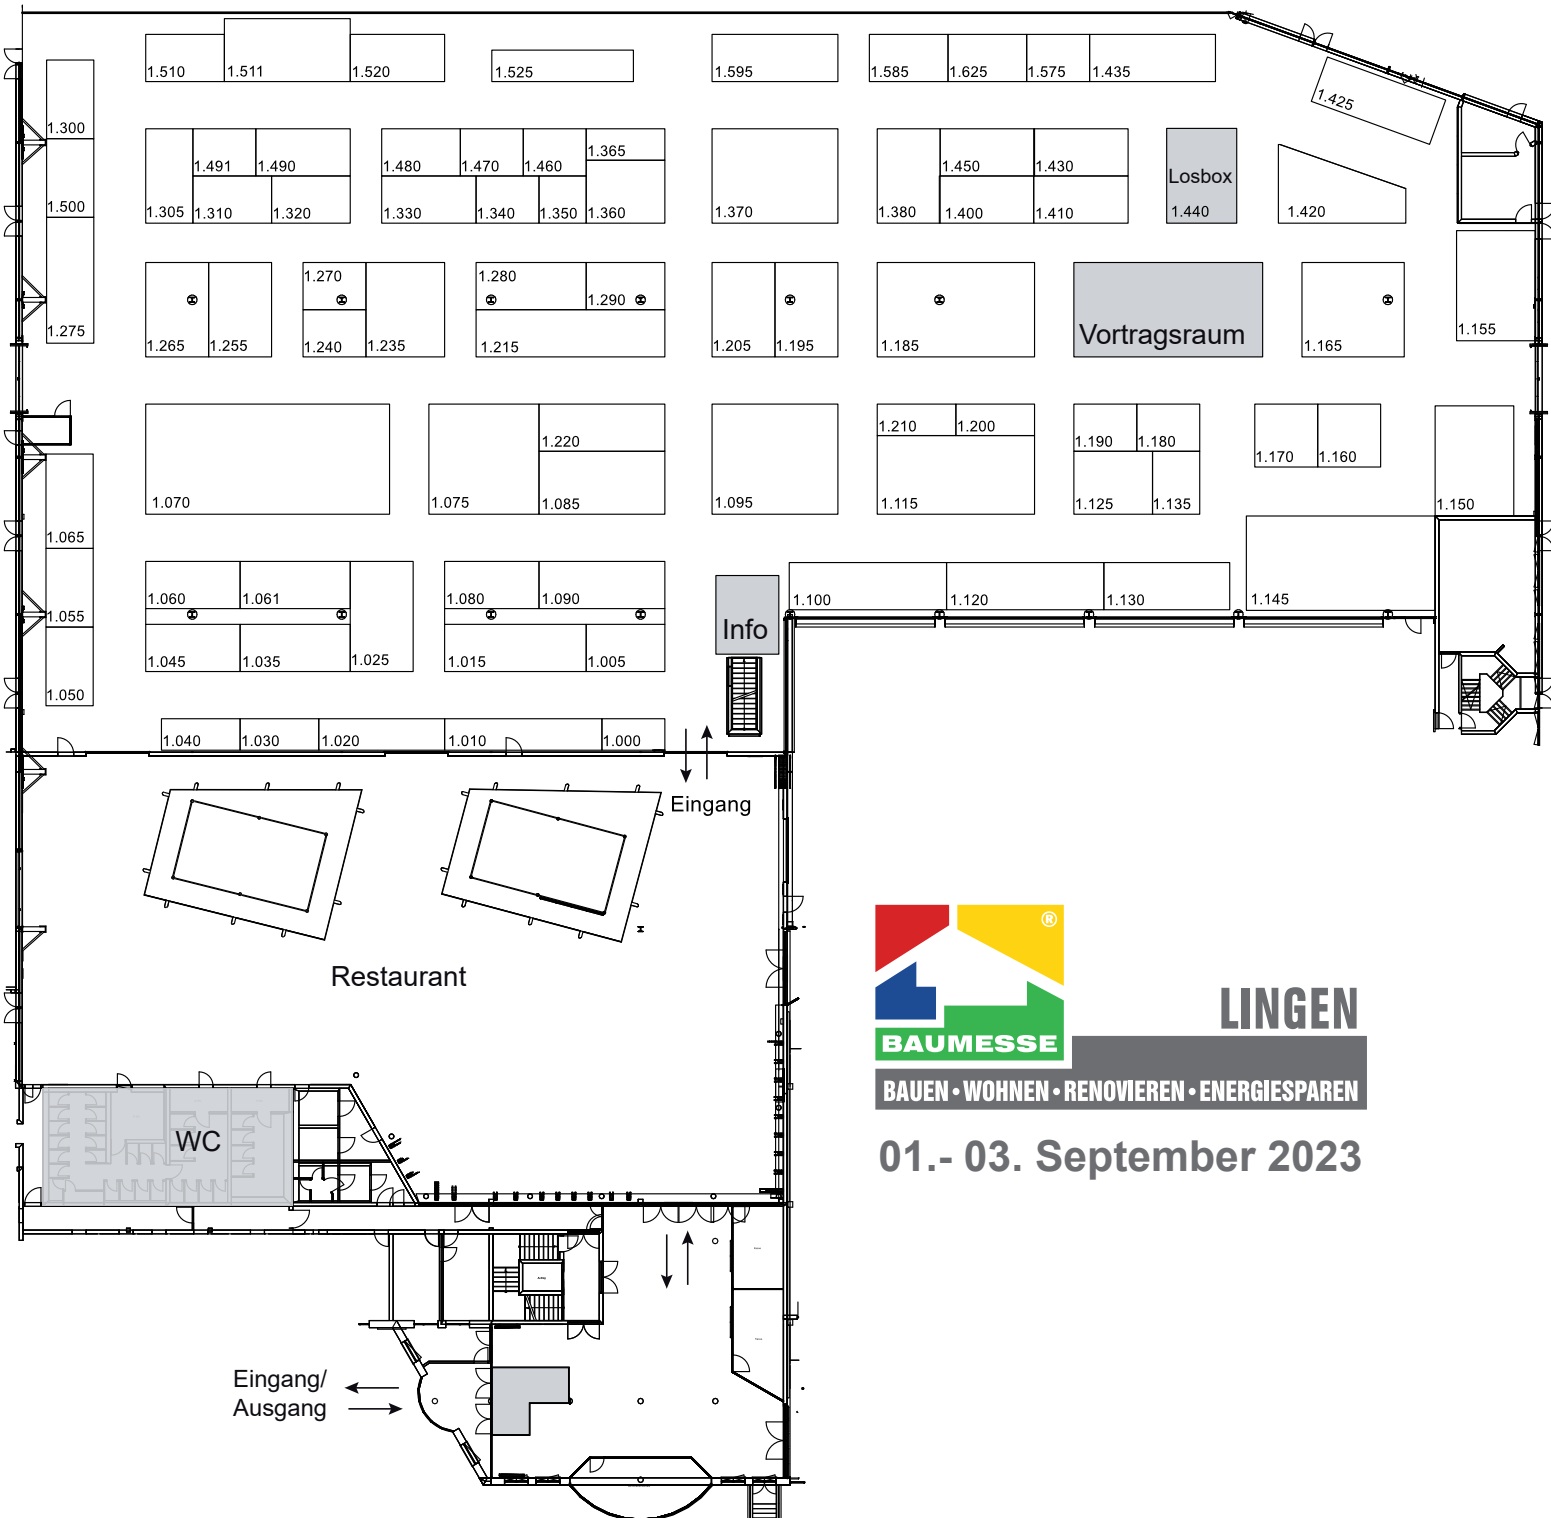 1.510 1.511 1.520 1.525 1.595 1.585 1.625 1.575 1.435
1.425
1.300
1.365
1.491 1.490 1.480 1.470 1.460 1.450 1.430
Losbox
1.500
1.305 1.310 1.320 1.330 1.340 1.350 1.360 1.370 1.380 1.400 1.410 1.440 1.420
1.270 1.280
1.290
1.275
Vortragsraum
1.265 1.255 1.240 1.235 1.215 1.205 1.195 1.185 1.165 1.155
1.210 1.200
1.220 1.190 1.180
1.170 1.160
1.070 1.075 1.085 1.095 1.115 1.125 1.135 1.150
1.065
1.060 1.061 1.080 1.090 1.100 1.120 1.130 1.145
1.055
Info
1.045 1.035 1.025 1.015 1.005
1.050
1.040 1.030 1.020 1.010 1.000
Eingang
Restaurant
®
LINGEN
BAUMESSE
BAUEN • WOHNEN • RENOVIEREN • ENERGIESPAREN
WC
01.- 03. September 2023
Eingang/
Ausgang